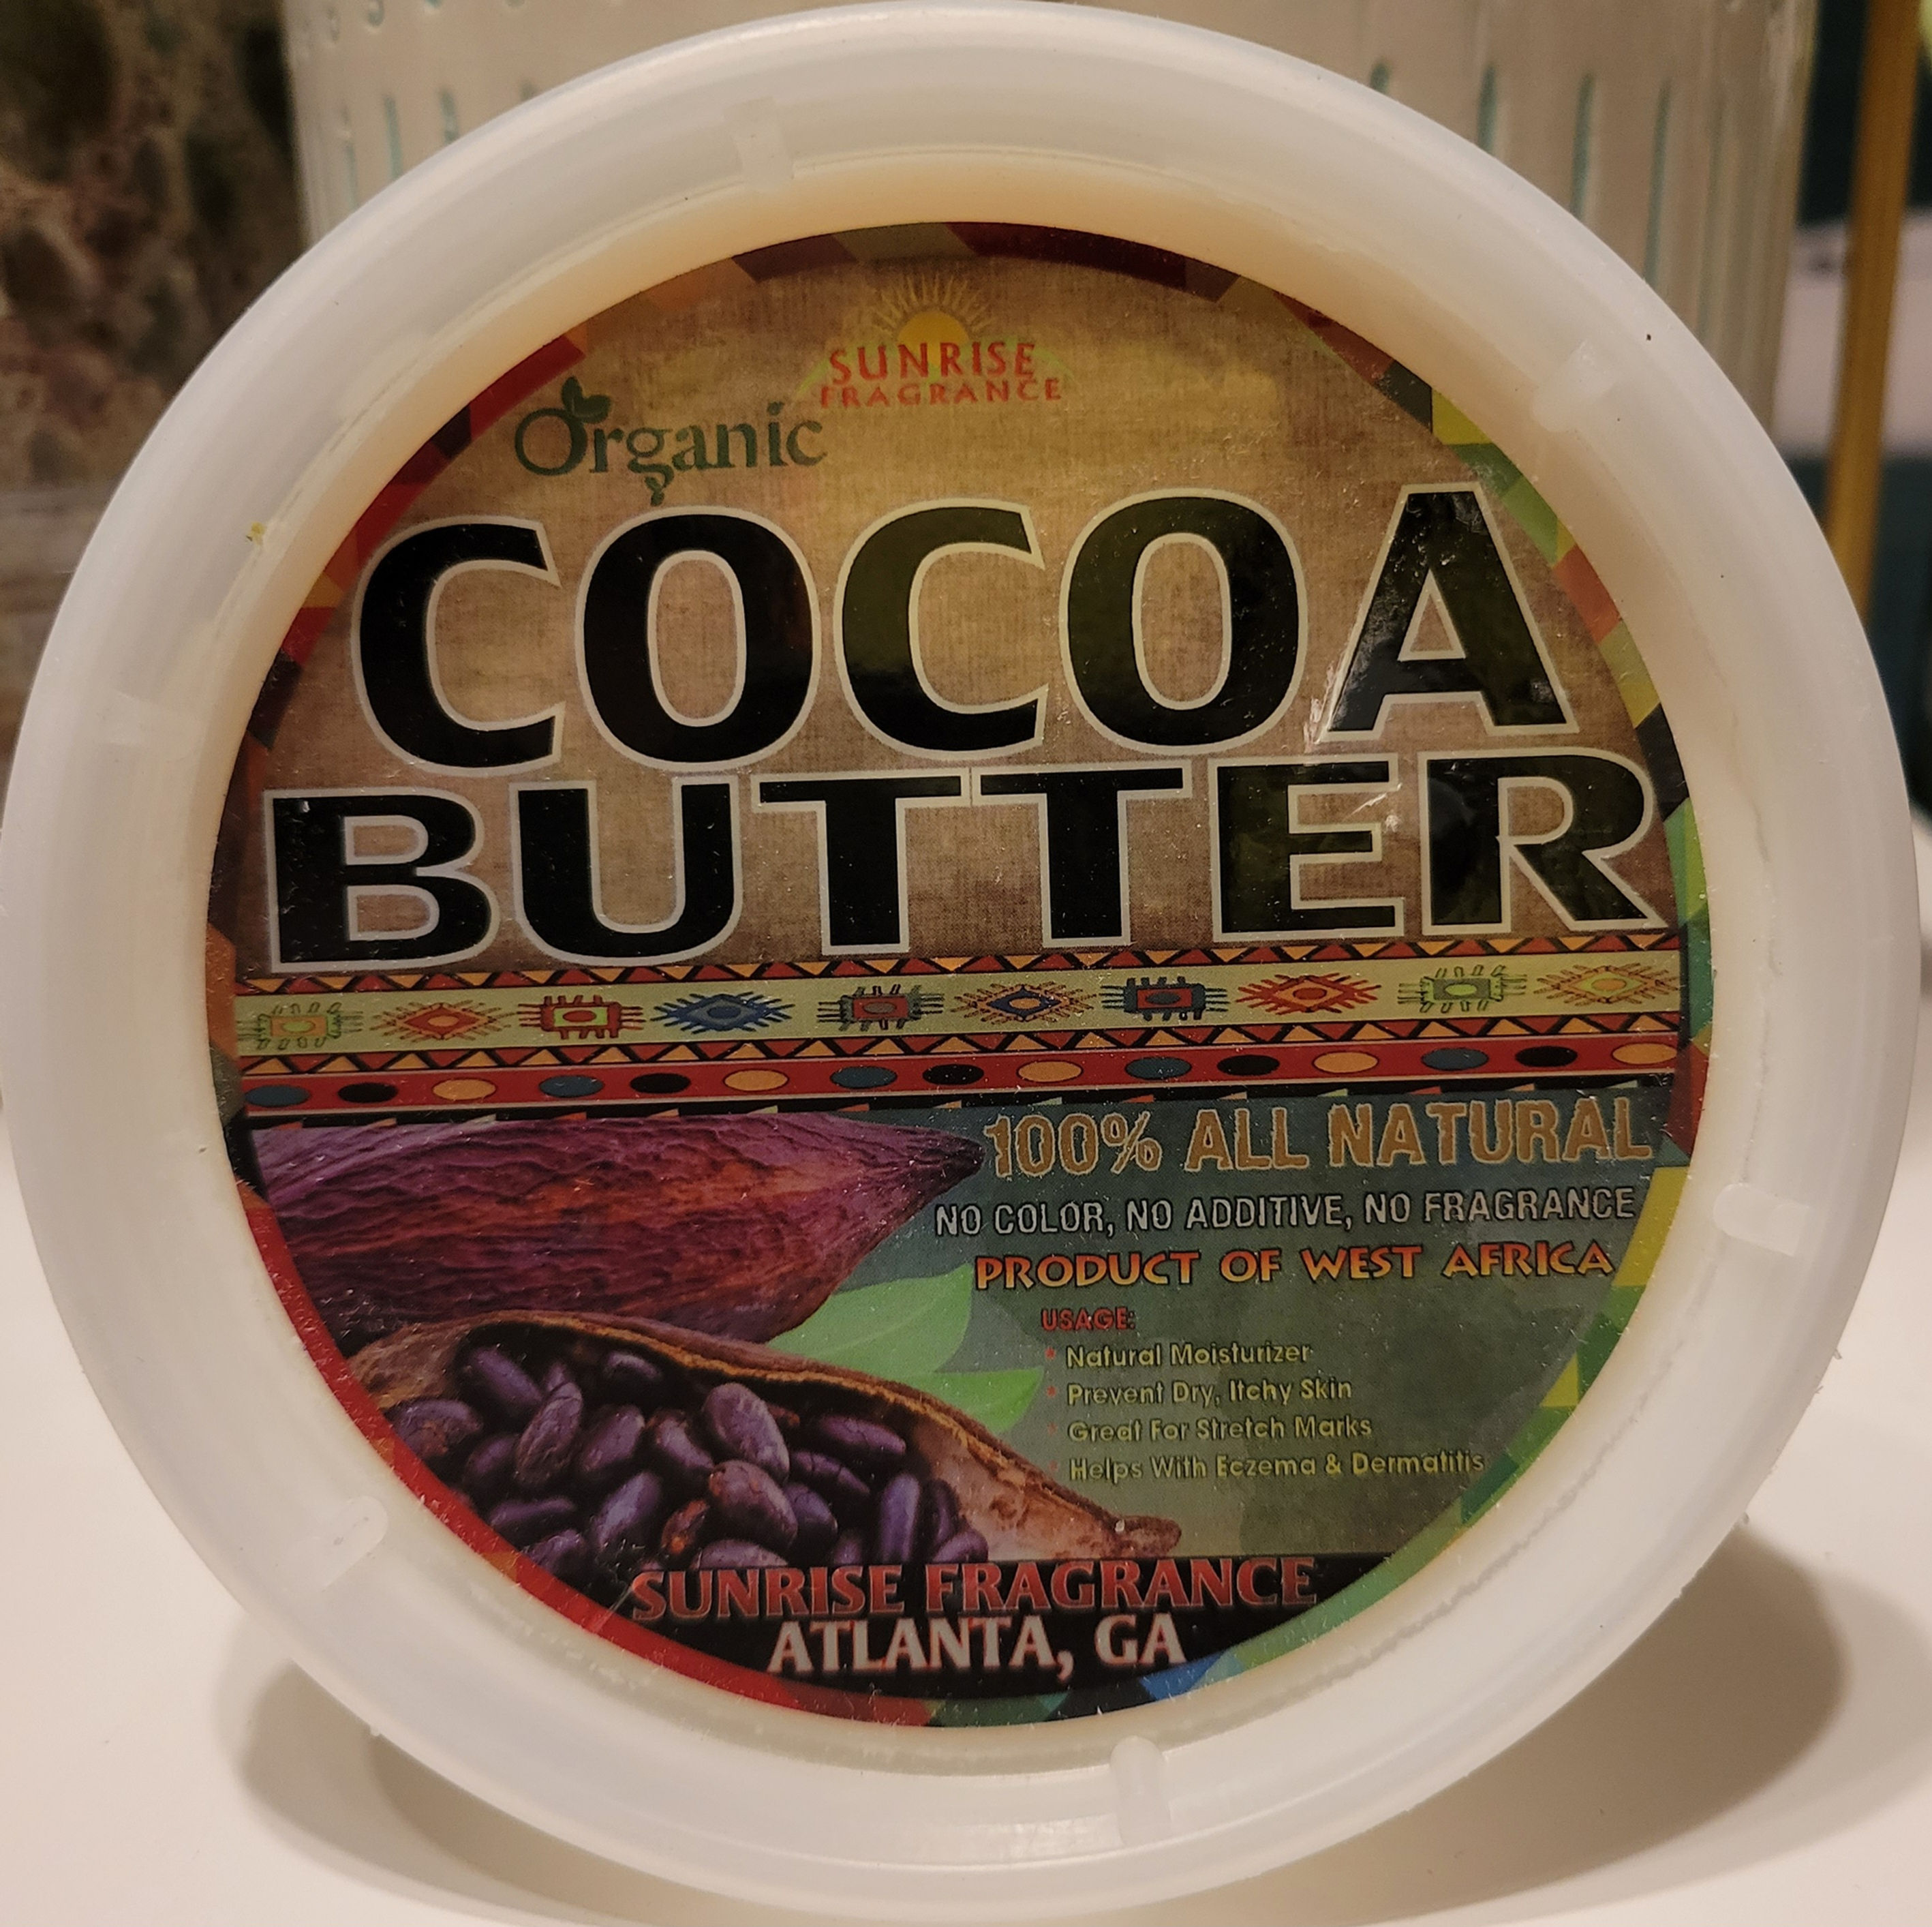 SUNRISE
FRAGRANCE
Organic
COCOA
BUTTER
100% ALL NATURAL
NO COLOR, NO ADDITIVE, NO FRAGRANCE
PRODUCT OF WEST AFRICA
USAGE:
• Natural Moisturizer
• Prevent Dry, Itchy Skin
• Great For Stretch Marks
• Helps With Eczema & Dermatitis
SUNRISE FRAGRANCE
ATLANTA, GA